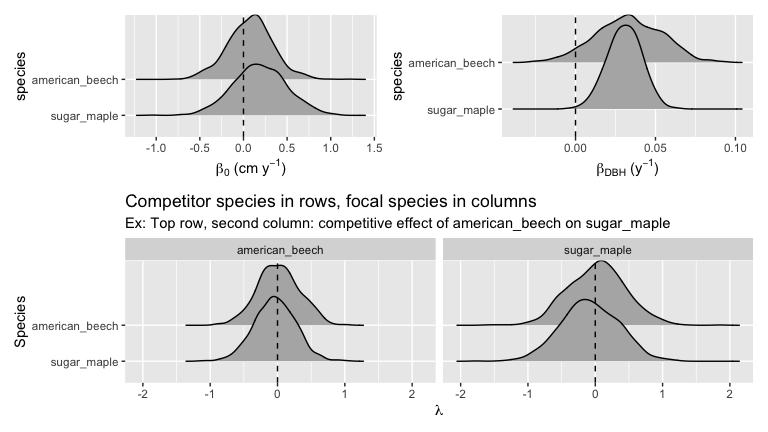 species
american_beech
sugar_maple
-1.0 -0.5 0.0 0.5 1.0 1.5
β₀ (cm y⁻¹)
species
american_beech
sugar_maple
0.00 0.05 0.10
β_DBH (y⁻¹)
Competitor species in rows, focal species in columns
Ex: Top row, second column: competitive effect of american_beech on sugar_maple
american_beech sugar_maple
Species
american_beech
sugar_maple
-2 -1 0 1 2 -2 -1 0 1 2
λ